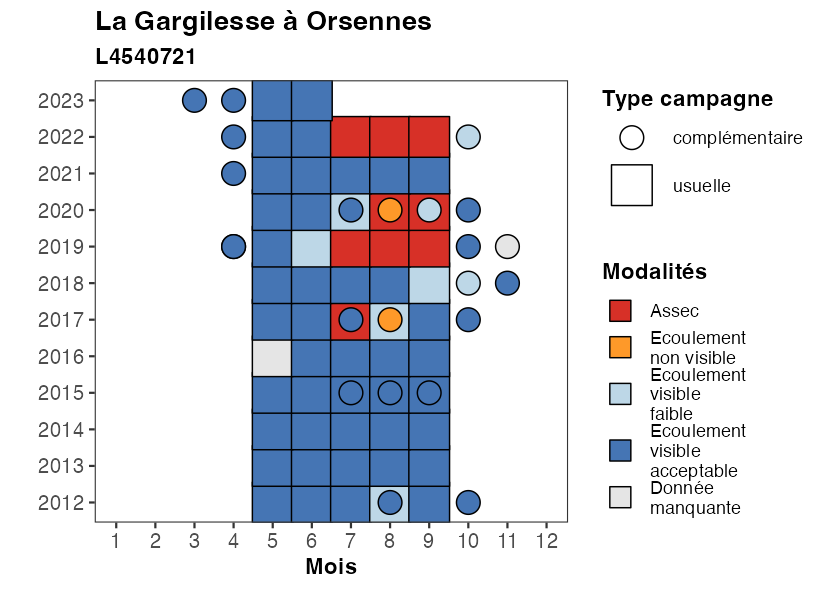 La Gargilesse à Orsennes
L4540721
2023
2022
2021
2020
2019
2018
2017
2016
2015
2014
2013
2012
1 2 3 4 5 6 7 8 9 10 11 12
Mois
Type campagne
complémentaire
usuelle
Modalités
Assec
Ecoulement
non visible
Ecoulement
visible
faible
Ecoulement
visible
acceptable
Donnée
manquante